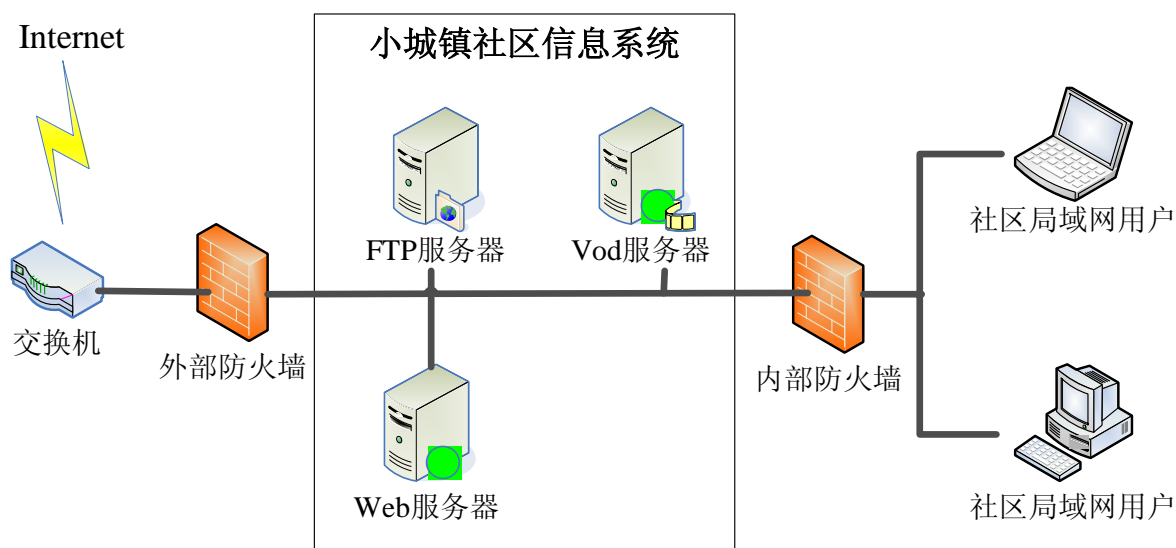 Internet
小城镇社区信息系统
FTP服务器
Vod服务器
社区局域网用户
交换机
外部防火墙
内部防火墙
Web服务器
社区局域网用户